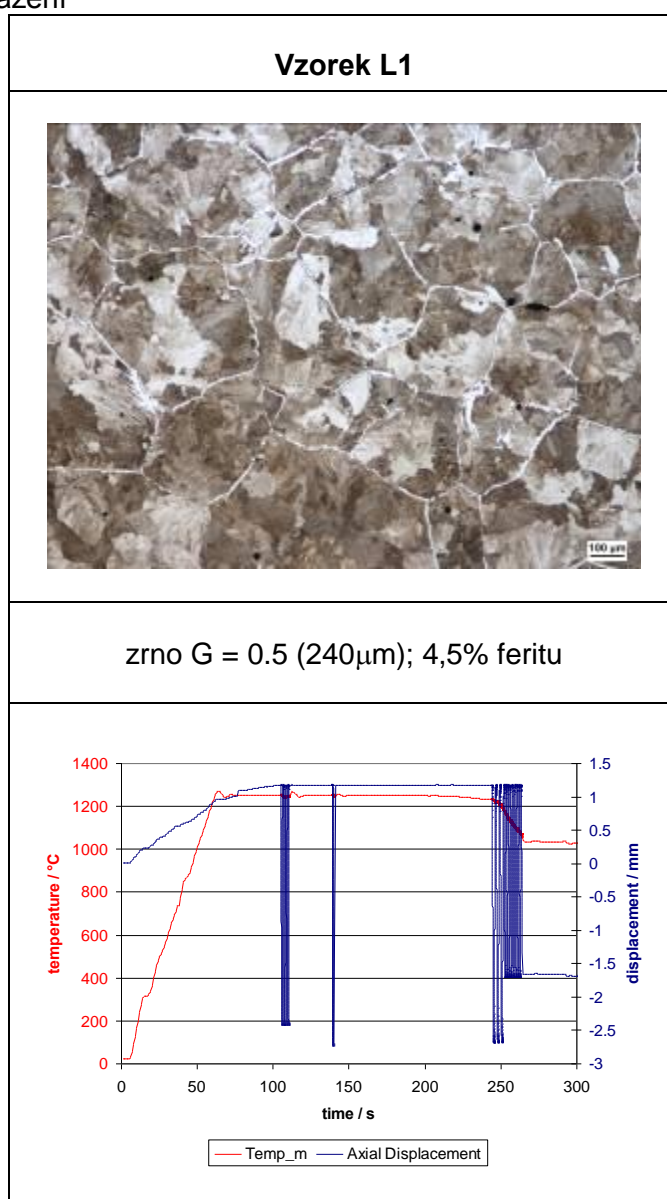 ažení
Vzorek L1
100 µm
zrno G = 0.5 (240µm); 4,5% feritu
1400
1200
1000
800
600
400
200
0
temperature / °C
1.5
1
0.5
0
-0.5
-1
-1.5
-2
-2.5
-3
displacement / mm
0 50 100 150 200 250 300
time / s
Temp_m Axial Displacement